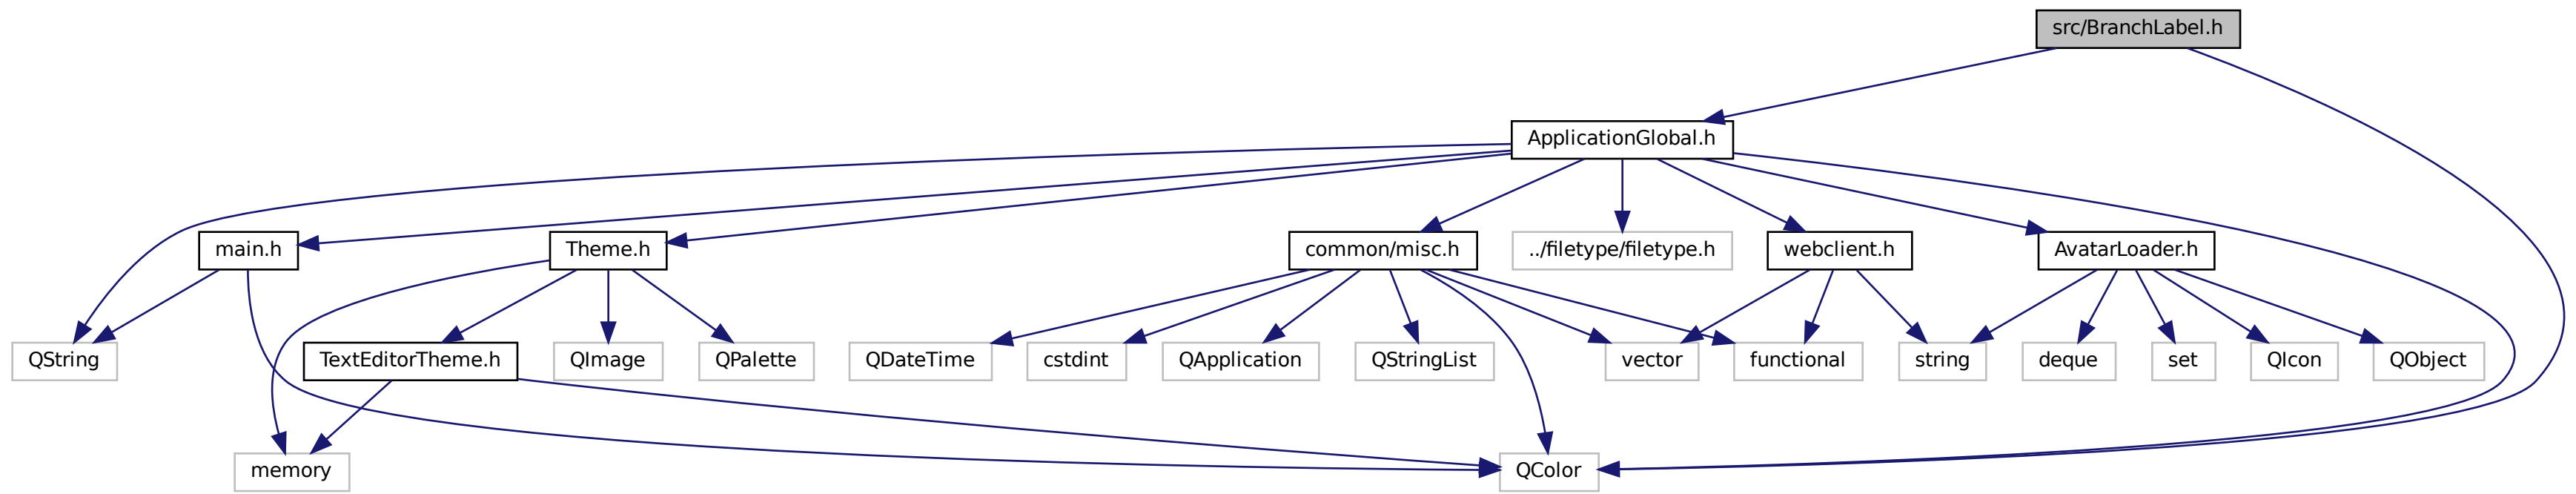 src/BranchLabel.h
ApplicationGlobal.h
main.h
Theme.h
common/misc.h
../filetype/filetype.h
webclient.h
AvatarLoader.h
QString
TextEditorTheme.h
QImage
QPalette
QDateTime
cstdint
QApplication
QStringList
vector
functional
string
deque
set
QIcon
QObject
memory
QColor